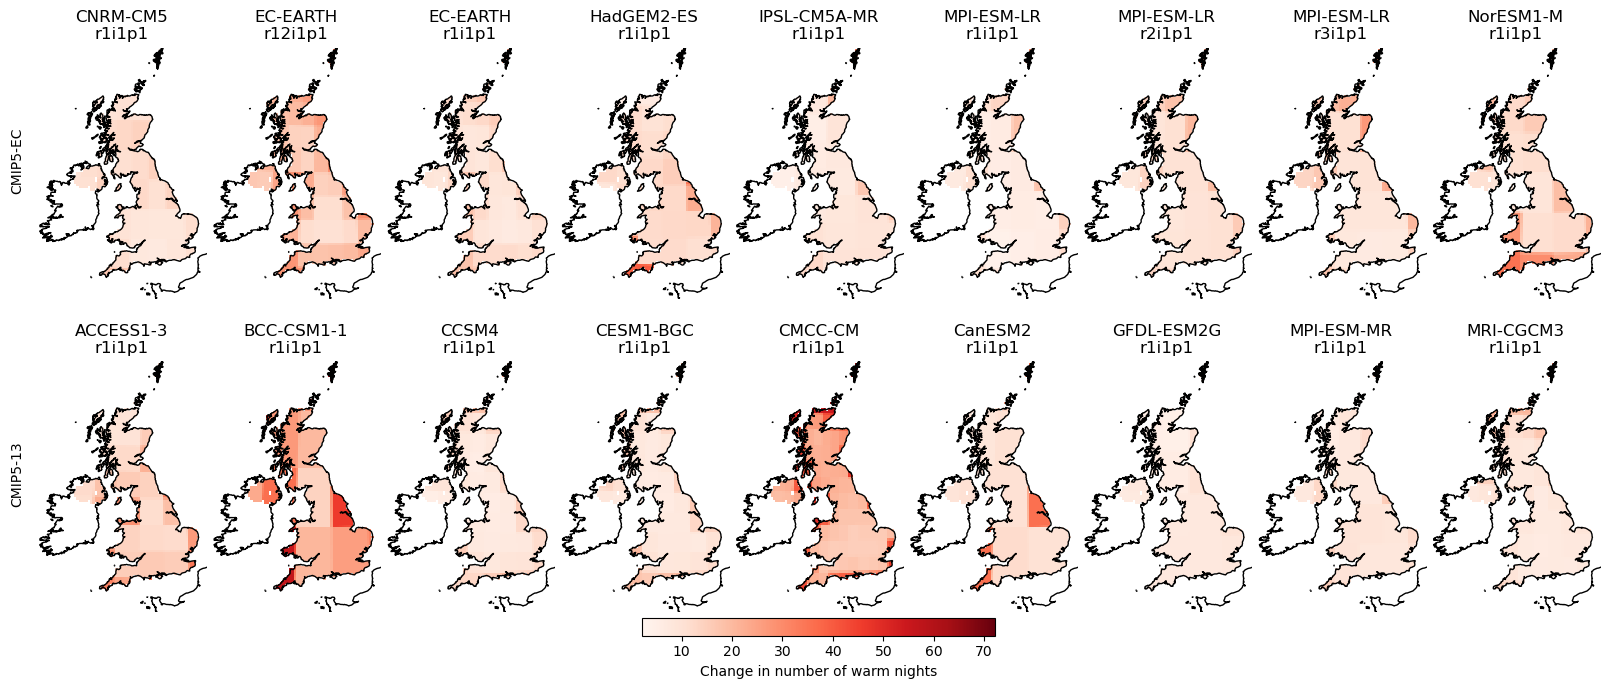 CNRM-CM5
r1i1p1
EC-EARTH
r12i1p1
EC-EARTH
r1i1p1
HadGEM2-ES
r1i1p1
IPSL-CM5A-MR
r1i1p1
MPI-ESM-LR
r1i1p1
MPI-ESM-LR
r2i1p1
MPI-ESM-LR
r3i1p1
NorESM1-M
r1i1p1
CMIP5-EC
ACCESS1-3
r1i1p1
BCC-CSM1-1
r1i1p1
CCSM4
r1i1p1
CESM1-BGC
r1i1p1
CMCC-CM
r1i1p1
CanESM2
r1i1p1
GFDL-ESM2G
r1i1p1
MPI-ESM-MR
r1i1p1
MRI-CGCM3
r1i1p1
CMIP5-13
10 20 30 40 50 60 70
Change in number of warm nights